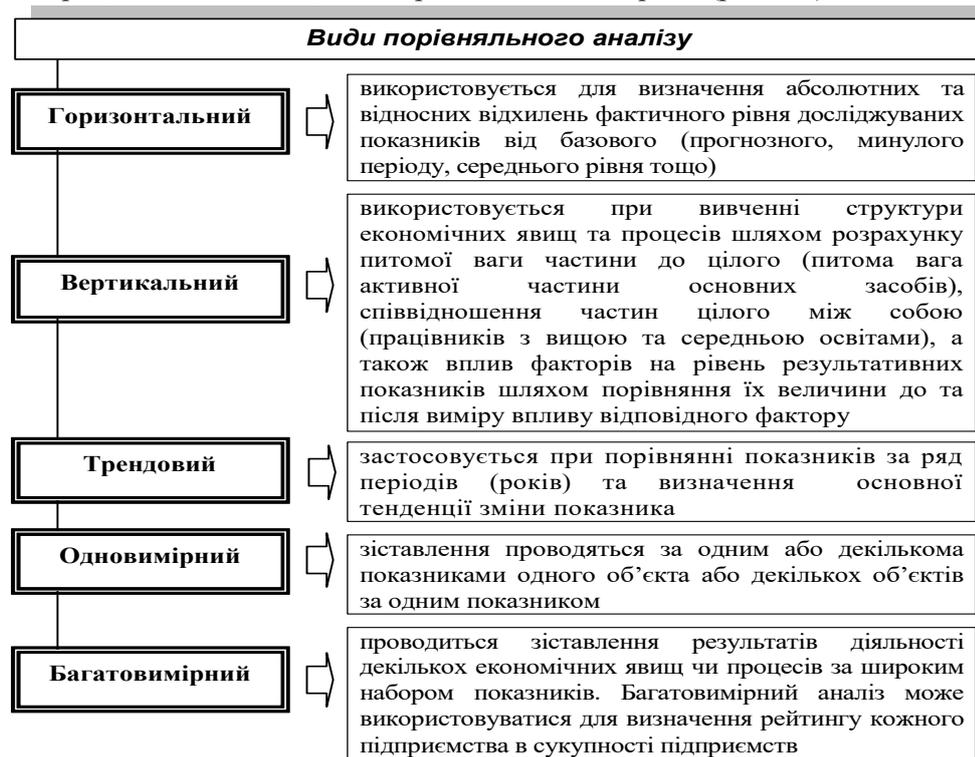 Види порівняльного аналізу
Горизонтальний
використовується для визначення абсолютних та
відносних відхилень фактичного рівня досліджуваних
показників від базового (прогнозного, минулого
періоду, середнього рівня тощо)
Вертикальний
використовується при вивченні структури
економічних явищ та процесів шляхом розрахунку
питомої ваги частини до цілого (питома вага
активної частини основних засобів),
співвідношення частин цілого між собою
(працівників з вищою та середньою освітами), а
також вплив факторів на рівень результативних
показників шляхом порівняння їх величини до та
після виміру впливу відповідного фактору
Трендовий
застосовується при порівнянні показників за ряд
періодів (років) та визначення основної
тенденції зміни показника
Одновимірний
зіставлення проводяться за одним або декількома
показниками одного об’єкта або декількох об’єктів
за одним показником
Багатовимірний
проводиться зіставлення результатів діяльності
декількох економічних явищ чи процесів за широким
набором показників. Багатовимірний аналіз може
використовуватися для визначення рейтингу кожного
підприємства в сукупності підприємств